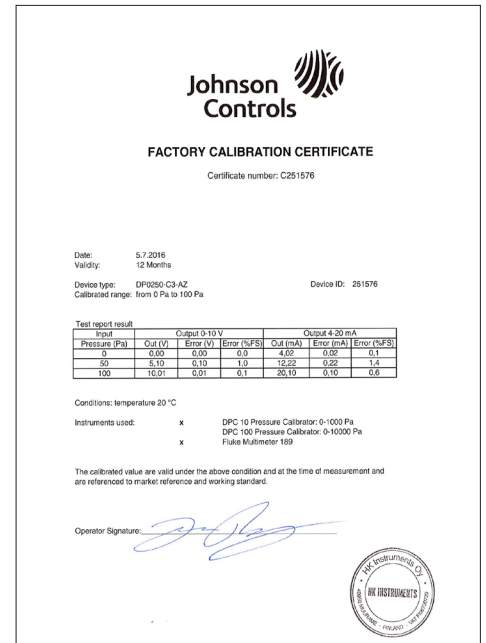 Johnson
Controls
FACTORY CALIBRATION CERTIFICATE
Certificate number: C251576
Date: 5.7.2016
Validity: 12 Months
Device type: DP0250-C3-AZ Device ID: 251576
Calibrated range: from 0 Pa to 100 Pa
Test report result
Input Output 0-10 V Output 4-20 mA
Pressure (Pa) Out (V) Error (V) Error (%FS) Out (mA) Error (mA) Error (%FS)
0 0,00 0,00 0,0 4,02 0,02 0,1
50 5,10 0,10 1,0 12,22 0,22 1,4
100 10,01 0,01 0,1 20,10 0,10 0,6
Conditions: temperature 20 °C
Instruments used: x DPC 10 Pressure Calibrator: 0-1000 Pa
DPC 100 Pressure Calibrator: 0-10000 Pa
x Fluke Multimeter 189
The calibrated value are valid under the above condition and at the time of measurement and
are referenced to market reference and working standard.
Operator Signature:
HK Instruments Oy
HK INSTRUMENTS
MUURAME - FINLAND